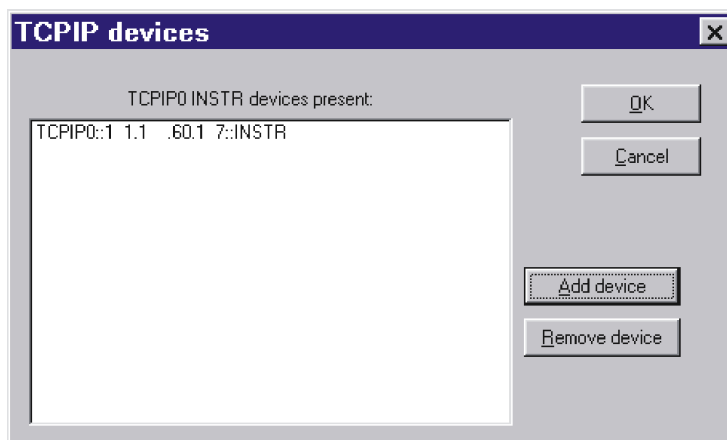 TCPIP devices
TCPIP0 INSTR devices present:
TCPIP0::1 1.1 .60.1 7::INSTR
OK
Cancel
Add device
Remove device